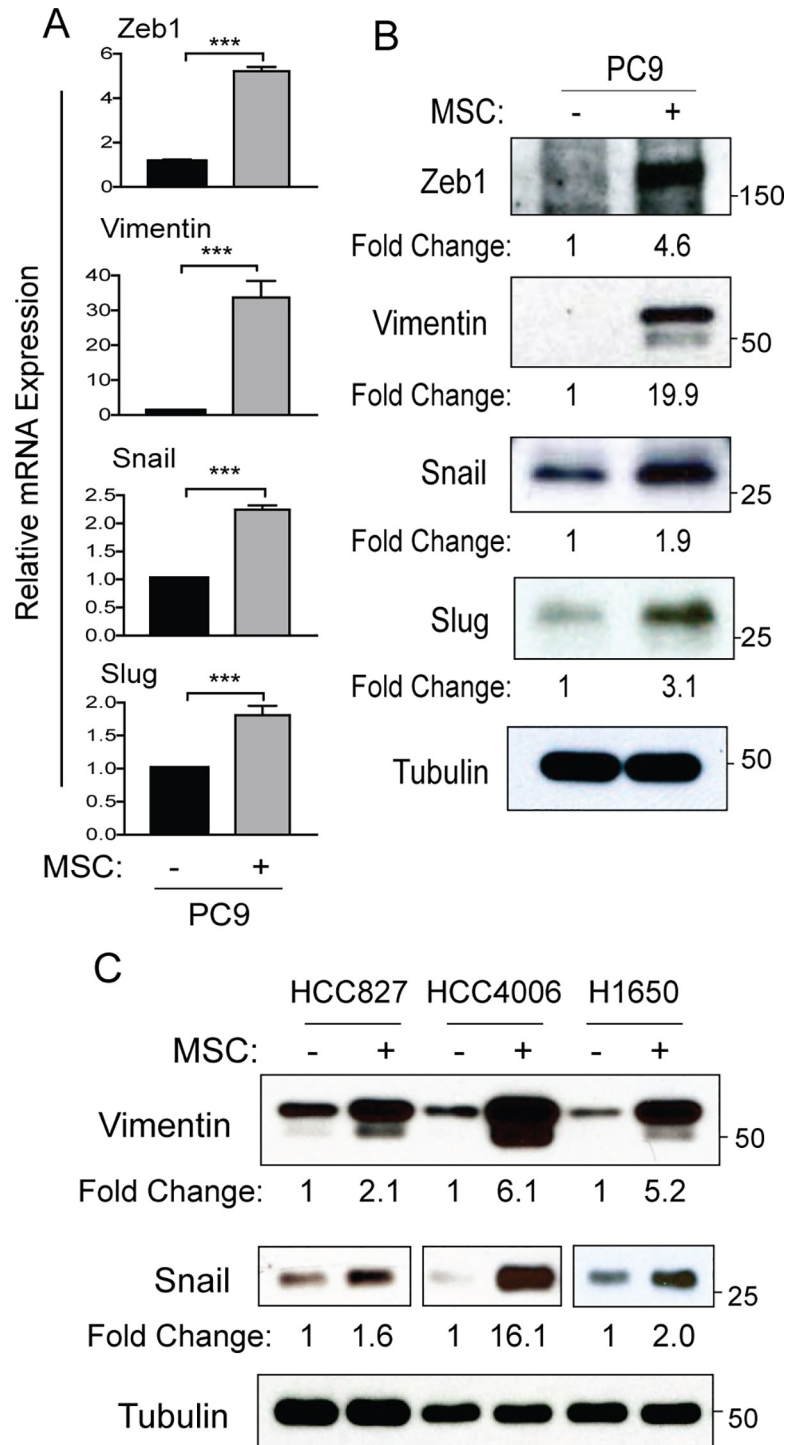 A
Relative mRNA Expression
Zeb1
***
6
4
2
0
Vimentin
***
40
30
20
10
0
Snail
***
2.5
2.0
1.5
1.0
0.5
0.0
Slug
***
2.0
1.5
1.0
0.5
0.0
MSC: - +
PC9
B
PC9
MSC: - +
Zeb1 150
Fold Change: 1 4.6
Vimentin 50
Fold Change: 1 19.9
Snail 25
Fold Change: 1 1.9
Slug 25
Fold Change: 1 3.1
Tubulin 50
C
HCC827 HCC4006 H1650
MSC: - + - + - +
Vimentin 50
Fold Change: 1 2.1 1 6.1 1 5.2
Snail 25
Fold Change: 1 1.6 1 16.1 1 2.0
Tubulin 50